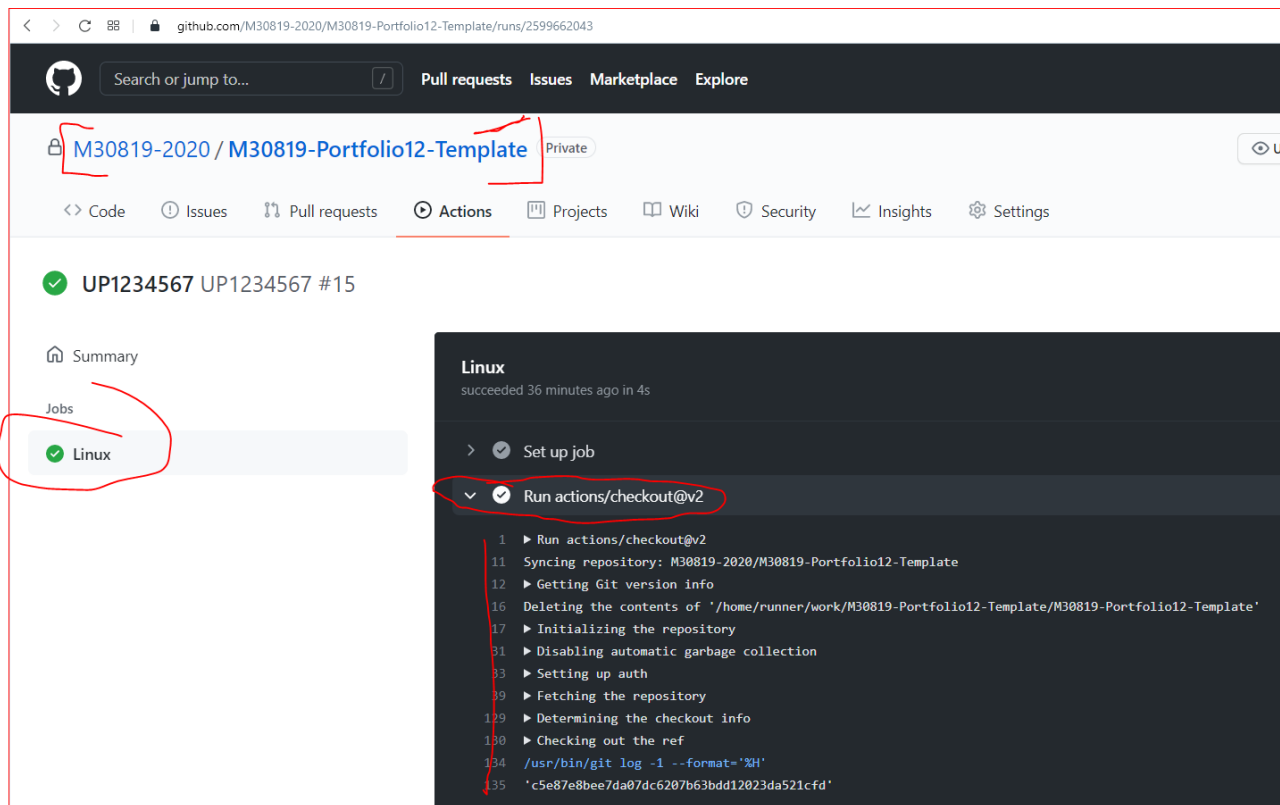 github.com/M30819-2020/M30819-Portfolio12-Template/runs/2599662043
Search or jump to... / Pull requests Issues Marketplace Explore
M30819-2020 / M30819-Portfolio12-Template Private
Code Issues Pull requests Actions Projects Wiki Security Insights Settings
UP1234567 UP1234567 #15
Summary
Jobs
Linux
Linux
succeeded 36 minutes ago in 4s
Set up job
Run actions/checkout@v2
1 Run actions/checkout@v2
11 Syncing repository: M30819-2020/M30819-Portfolio12-Template
12 Getting Git version info
16 Deleting the contents of '/home/runner/work/M30819-Portfolio12-Template/M30819-Portfolio12-Template'
17 Initializing the repository
31 Disabling automatic garbage collection
33 Setting up auth
39 Fetching the repository
129 Determining the checkout info
130 Checking out the ref
134 /usr/bin/git log -1 --format='%H'
135 'c5e87e8bee7da07dc6207b63bdd12023da521cfd'